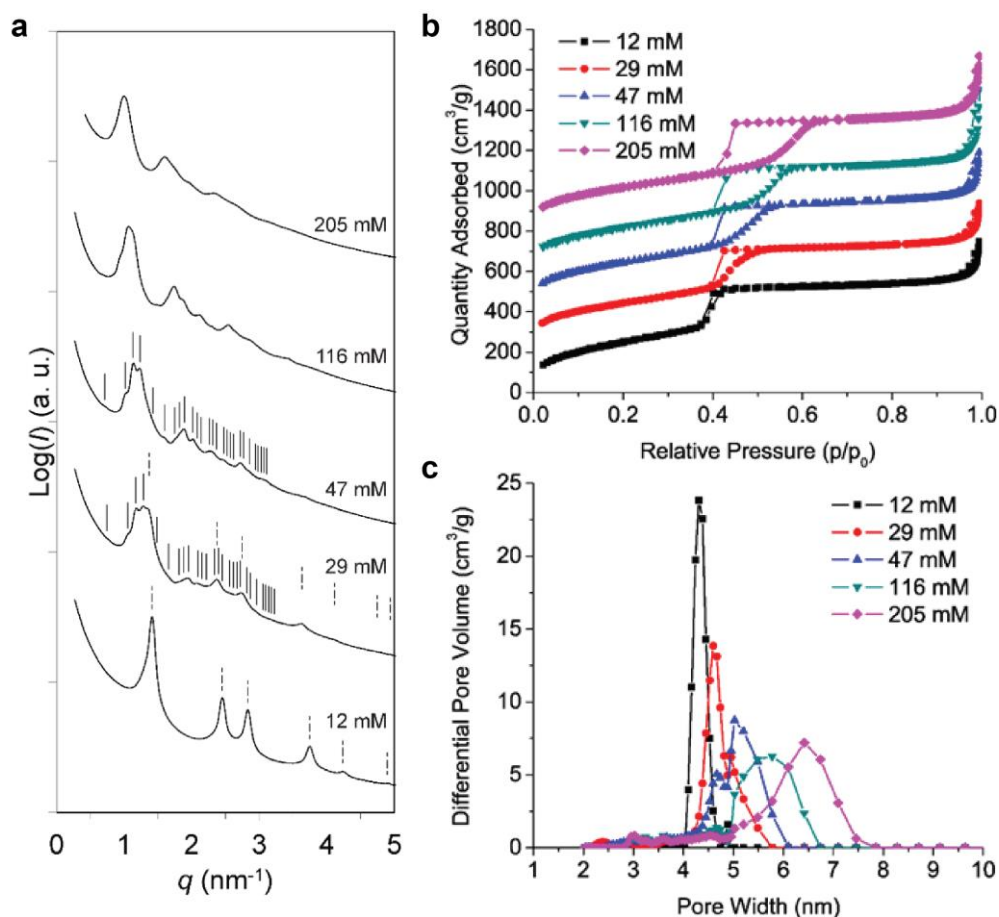 a
Log(I) (a. u.)
205 mM
116 mM
47 mM
29 mM
12 mM
0 1 2 3 4 5
q (nm⁻¹)
b
12 mM
29 mM
47 mM
116 mM
205 mM
1800
1600
1400
1200
1000
800
600
400
200
0
Quantity Adsorbed (cm³/g)
0.0 0.2 0.4 0.6 0.8 1.0
Relative Pressure (p/p₀)
c
12 mM
29 mM
47 mM
116 mM
205 mM
25
20
15
10
5
0
Differential Pore Volume (cm³/g)
1 2 3 4 5 6 7 8 9 10
Pore Width (nm)